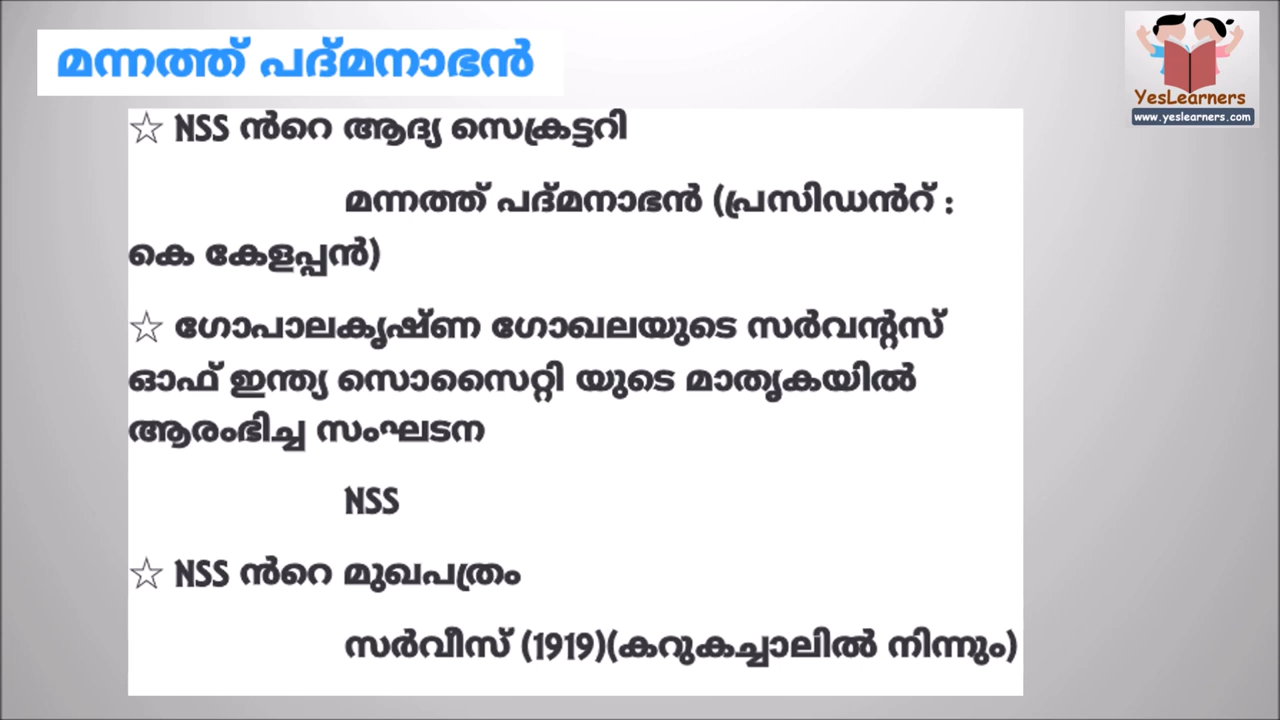 മന്നത്ത് പദ്മനാഭൻ
YesLearners
www.yeslearners.com
☆ NSS ൻറെ ആദ്യ സെക്രട്ടറി
മന്നത്ത് പദ്മനാഭൻ (പ്രസിഡൻറ് :
കെ കേളപ്പൻ)
☆ ഗോപാലകൃഷ്ണ ഗോഖലയുടെ സർവന്റസ്
ഓഫ് ഇന്ത്യ സൊസൈറ്റി യുടെ മാതൃകയിൽ
ആരംഭിച്ച സംഘടന
NSS
☆ NSS ൻറെ മുഖപത്രം
സർവീസ് (1919)(കറുകച്ചാലിൽ നിന്നും)